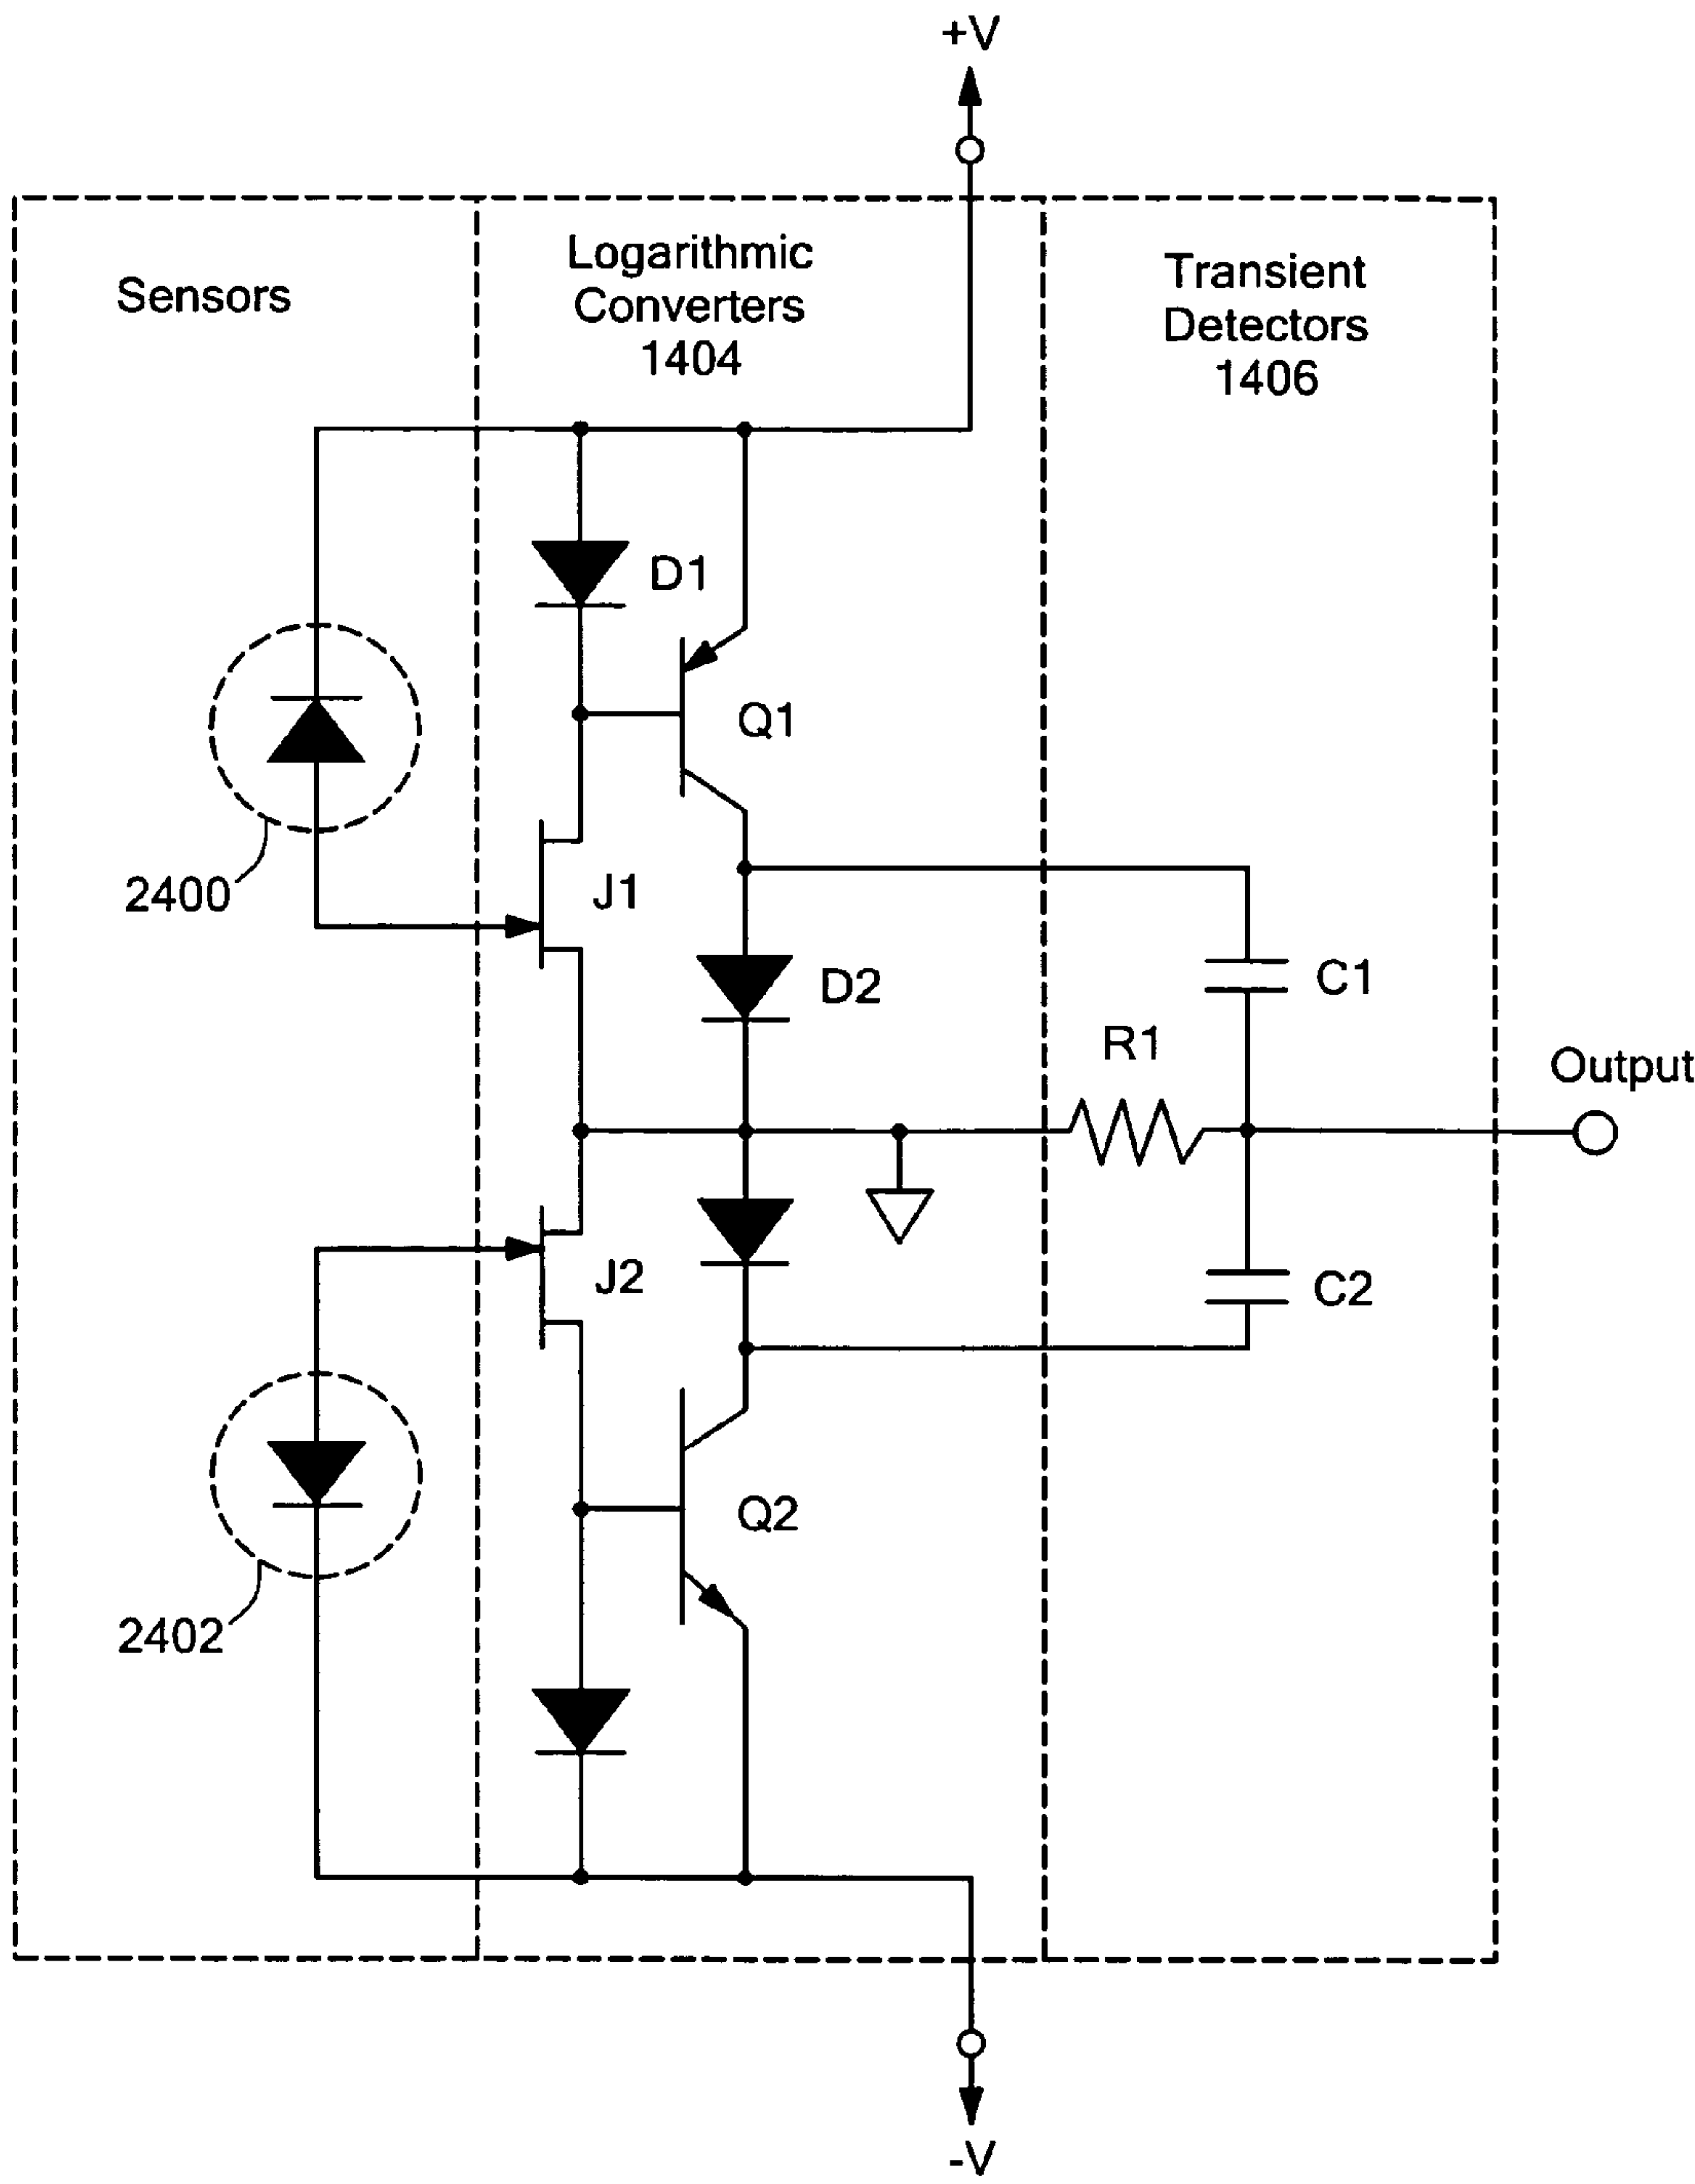 +V
Sensors
Logarithmic
Converters
1404
Transient
Detectors
1406
D1
Q1
2400
J1
D2
C1
R1
Output
J2
C2
Q2
2402
-V